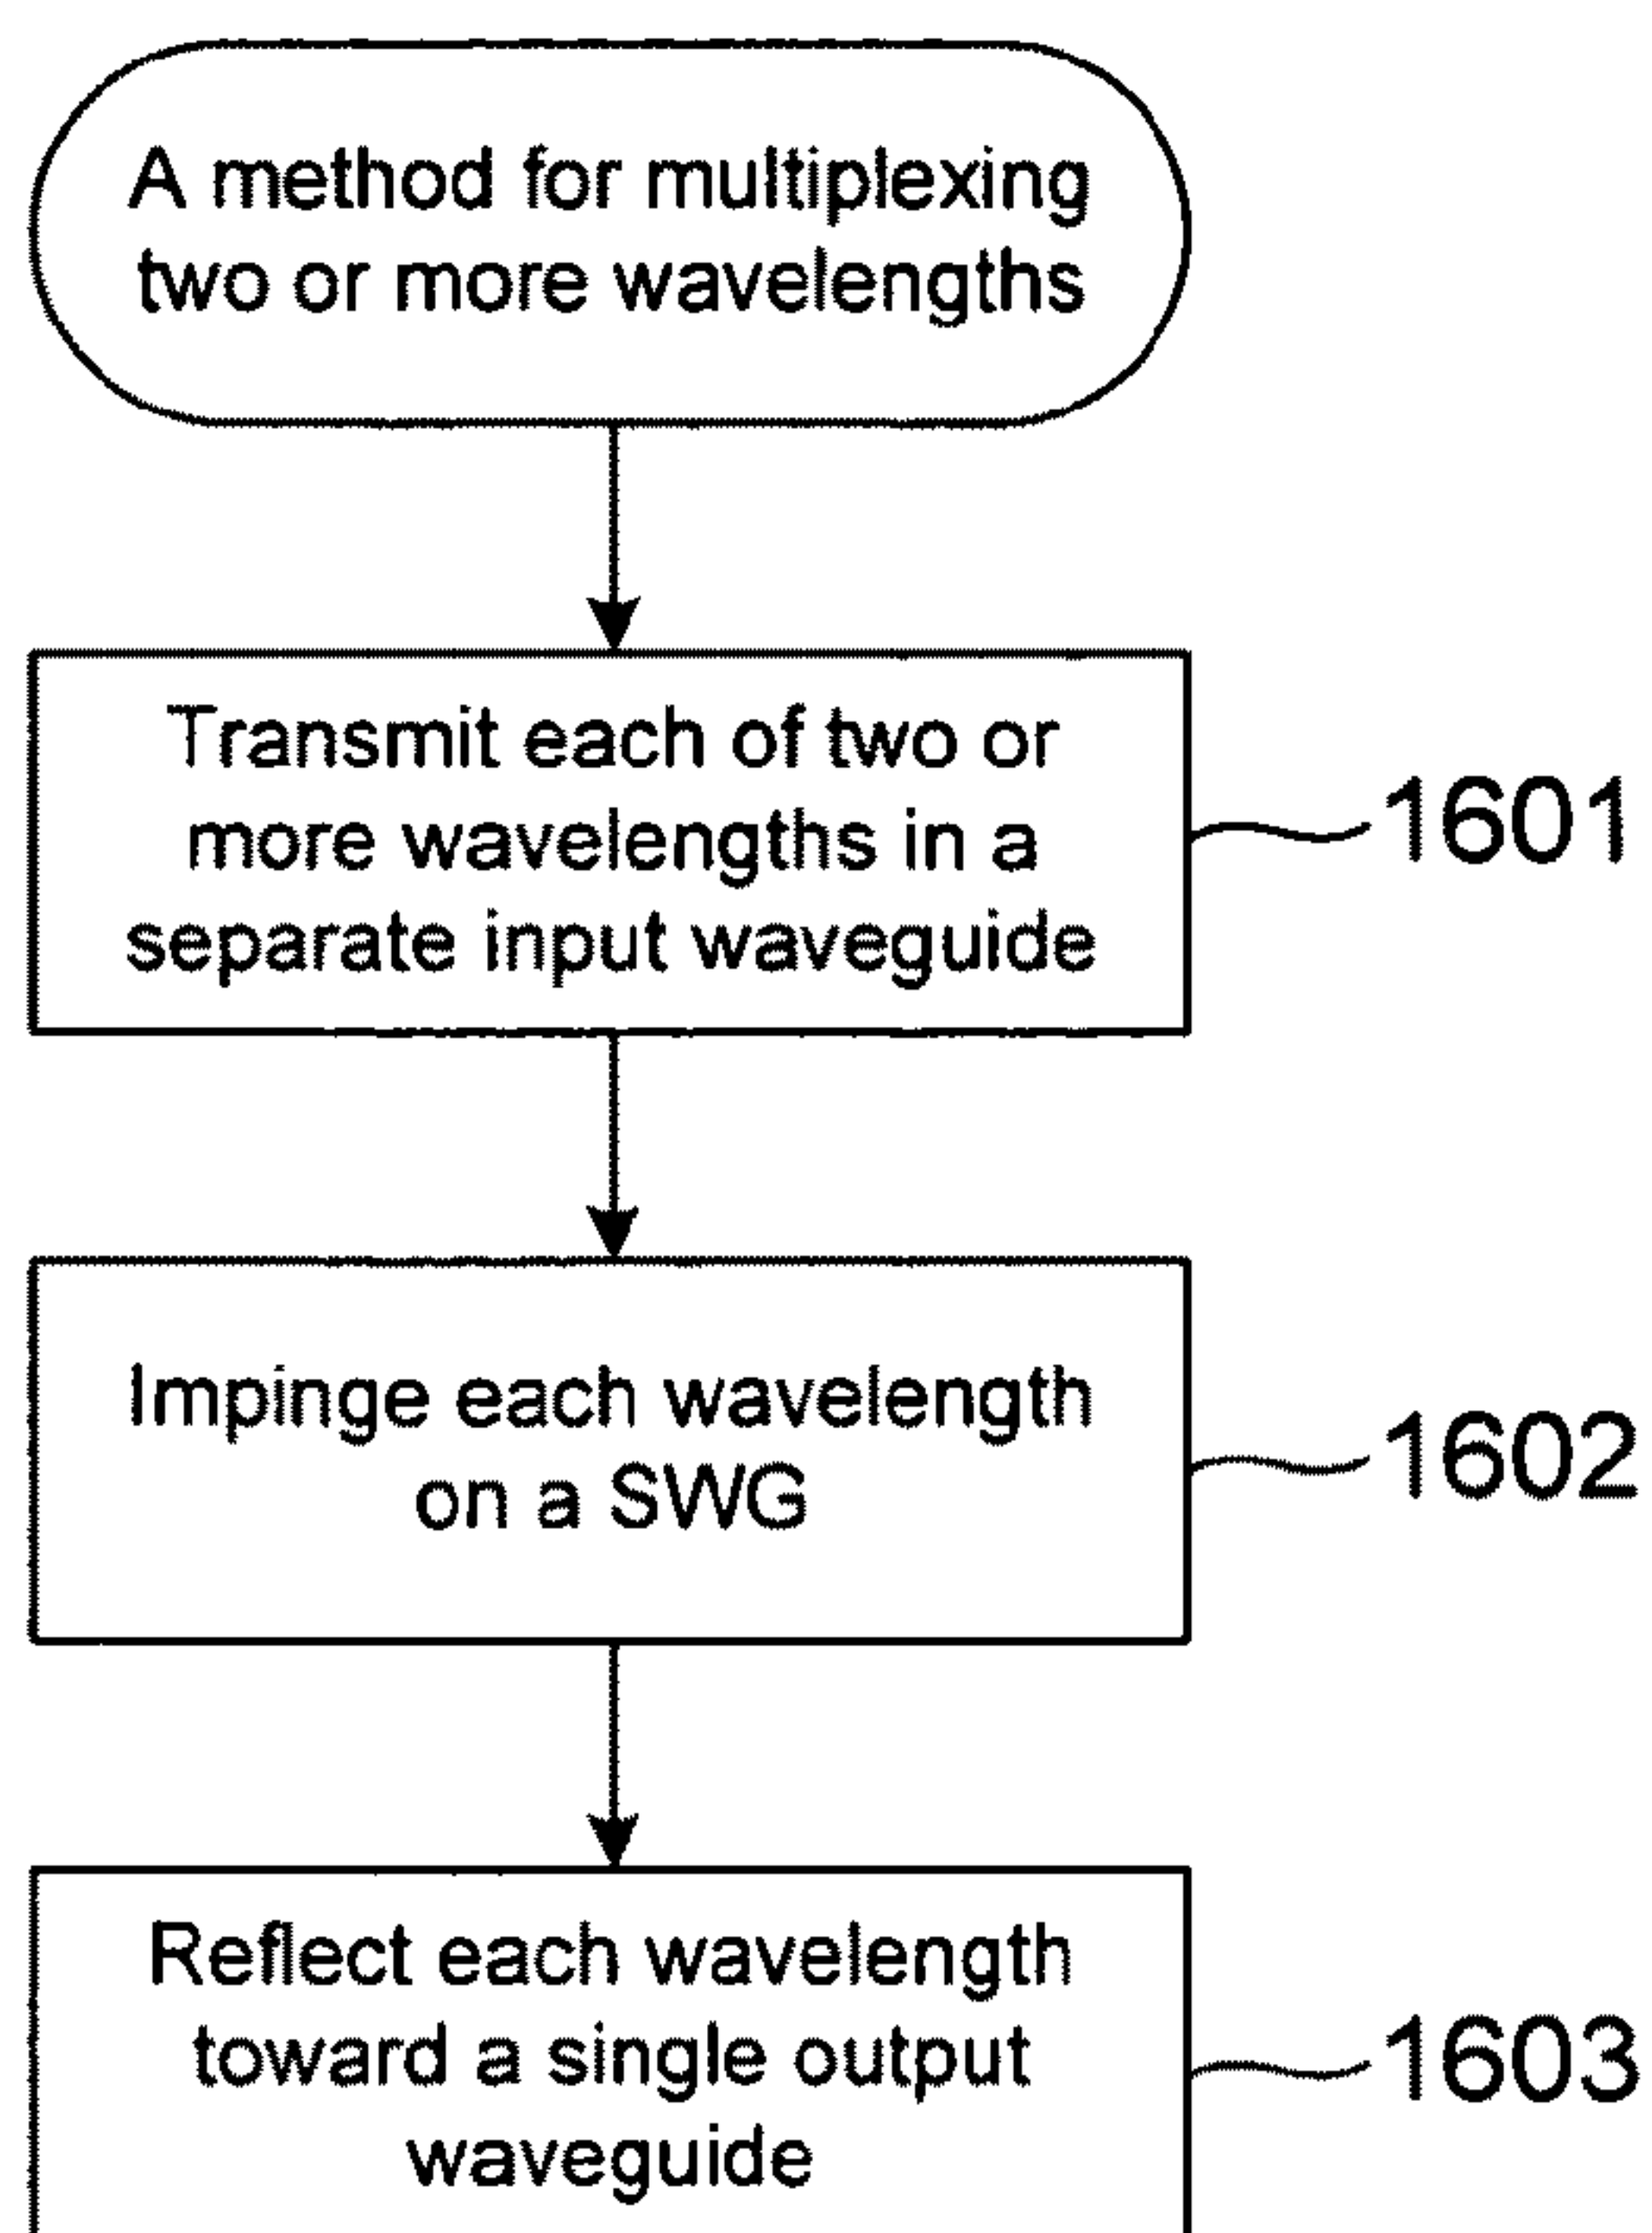 A method for multiplexing
two or more wavelengths
Transmit each of two or
more wavelengths in a
separate input waveguide
1601
Impinge each wavelength
on a SWG
1602
Reflect each wavelength
toward a single output
waveguide
1603